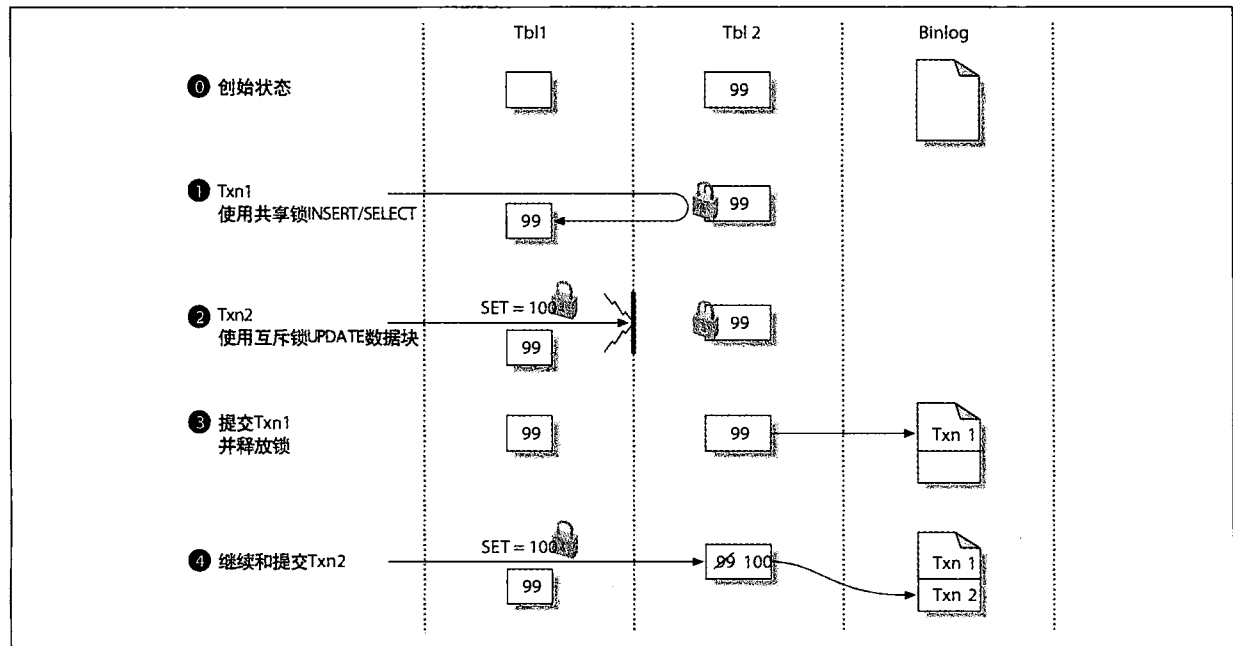 Tbl1 Tbl 2 Binlog
0 创始状态
99
1 Txn1
使用共享锁INSERT/SELECT
99
99
2 Txn2
使用互斥锁UPDATE数据块
SET = 100
99
99
3 提交Txn1
并释放锁
99
99
Txn 1
4 继续和提交Txn2
SET = 100
99
99 100
Txn 1
Txn 2